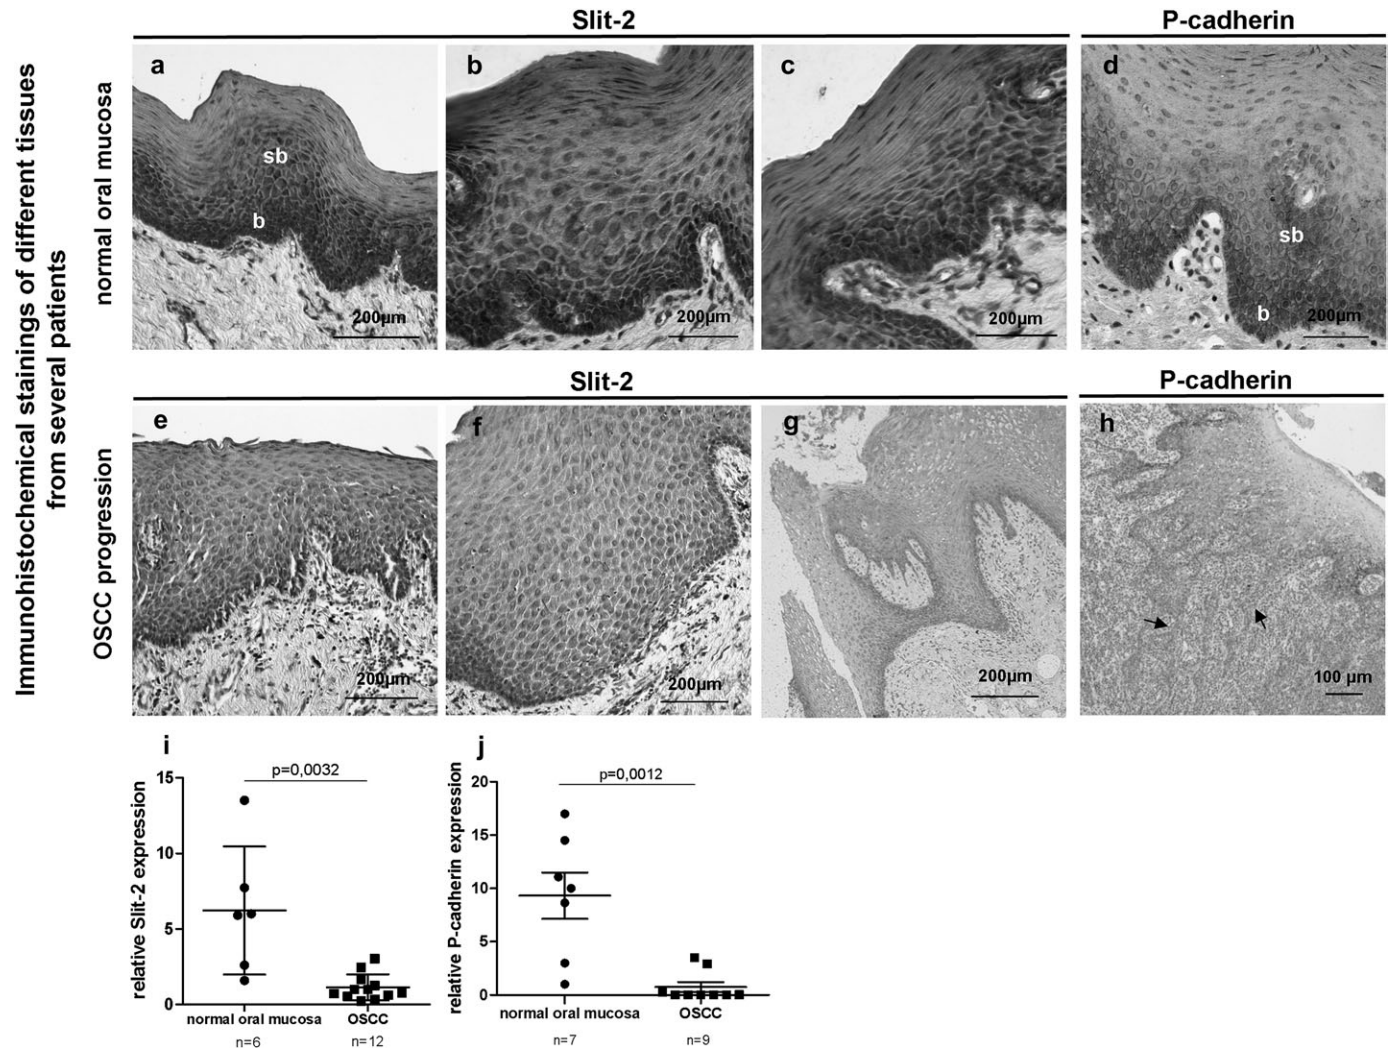 Slit-2
P-cadherin
Immunohistochemical stainings of different tissues
from several patients
normal oral mucosa
a
sb
b
200µm
b
200µm
c
200µm
d
sb
b
200µm
Slit-2
P-cadherin
OSCC progression
e
200µm
f
200µm
g
200µm
h
100 µm
i
p=0,0032
relative Slit-2 expression
15
10
5
0
normal oral mucosa
OSCC
n=6
n=12
j
p=0,0012
relative P-cadherin expression
20
15
10
5
0
normal oral mucosa
OSCC
n=7
n=9